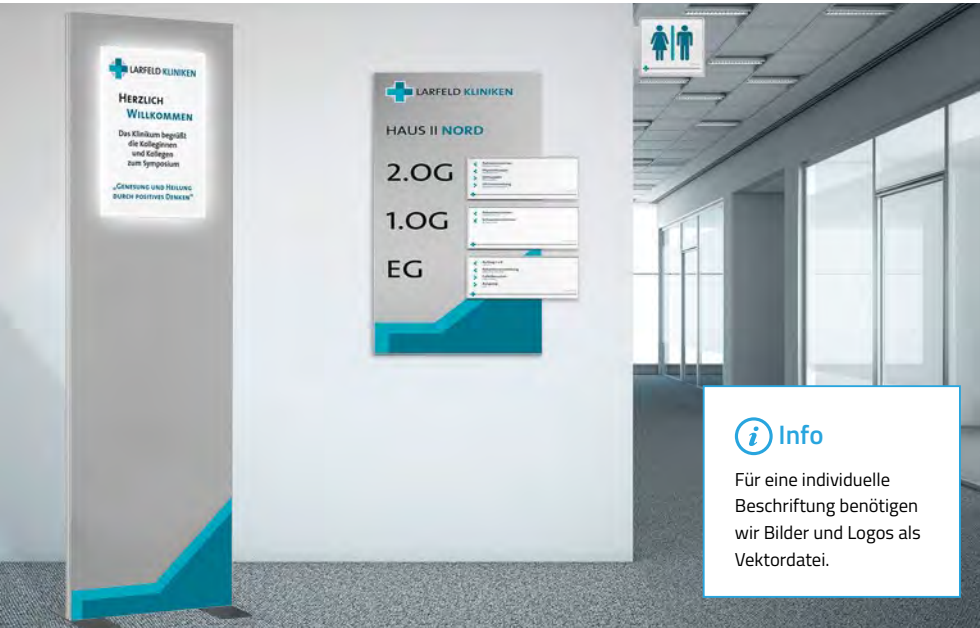 LARFELD KLINIKEN
HERZLICH
WILLKOMMEN
Das Klinikum begrüßt
die Kolleginnen
und Kollegen
zum Symposium
„GENESUNG UND HEILUNG
DURCH POSITIVES DENKEN“
LARFELD KLINIKEN
HAUS II NORD
2.OG
1.OG
EG
Info
Für eine individuelle
Beschriftung benötigen
wir Bilder und Logos als
Vektordatei.